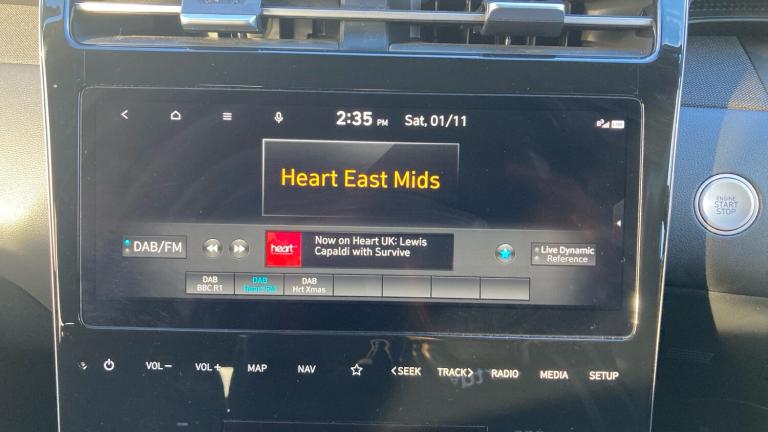 2:35 PM Sat, 01/11
Heart East Mids
DAB/FM
heart
Now on Heart UK: Lewis
Capaldi with Survive
Live Dynamic
Reference
DAB
BBC R1
DAB
DAB
Hrt Xmas
ENGINE
START
STOP
VOL− VOL+ MAP NAV <SEEK TRACK> RADIO MEDIA SETUP